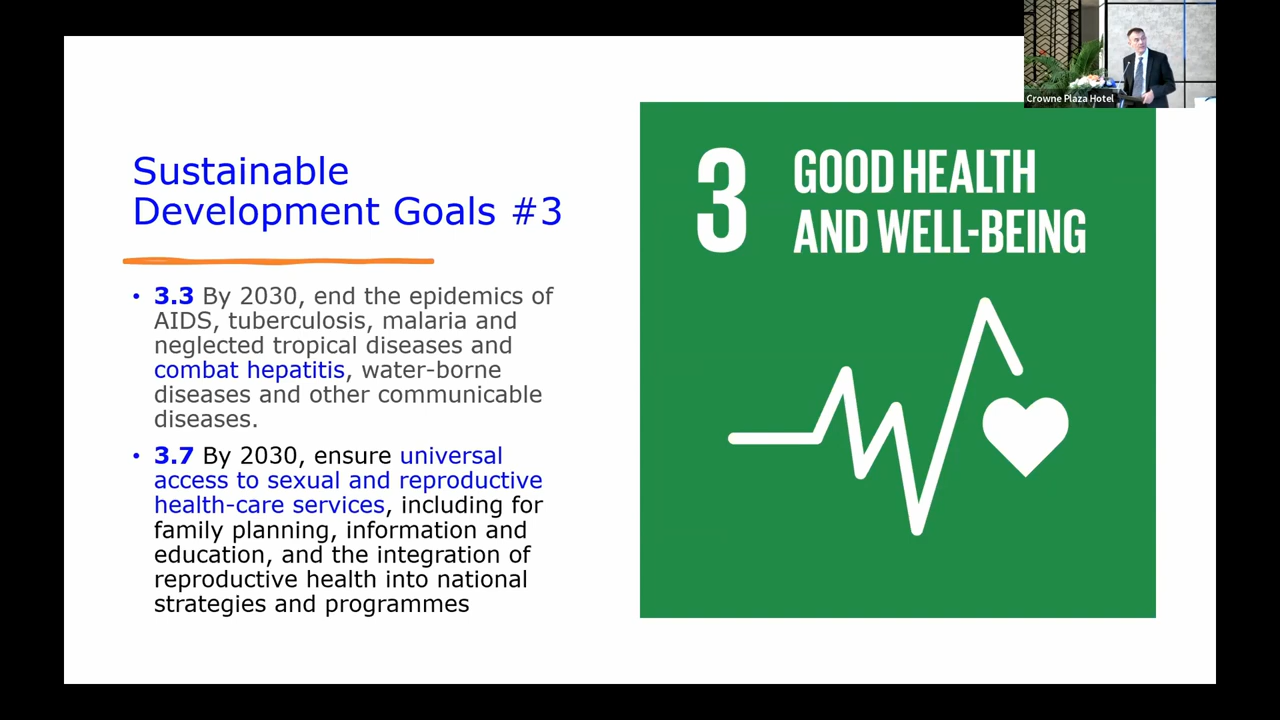 Crowne Plaza Hotel
Sustainable
Development Goals #3
• 3.3 By 2030, end the epidemics of
AIDS, tuberculosis, malaria and
neglected tropical diseases and
combat hepatitis, water-borne
diseases and other communicable
diseases.
• 3.7 By 2030, ensure universal
access to sexual and reproductive
health-care services, including for
family planning, information and
education, and the integration of
reproductive health into national
strategies and programmes
3 GOOD HEALTH
AND WELL-BEING